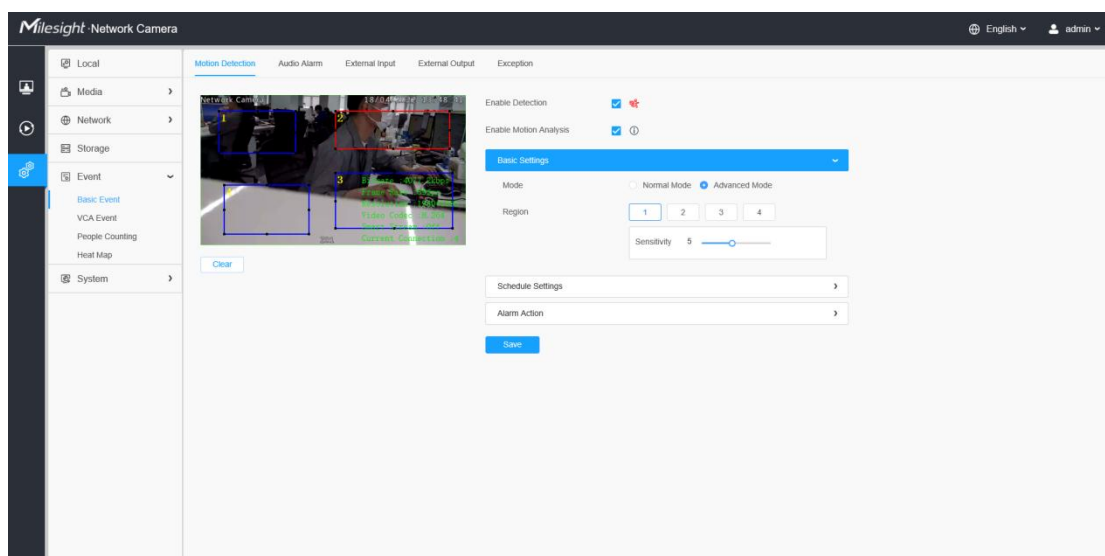 Milesight·Network Camera
English
admin
Local
Media
Network
Storage
Event
Basic Event
VCA Event
People Counting
Heat Map
System
Motion Detection Audio Alarm External Input External Output Exception
Network Camera
1
2
3
Clear
Enable Detection
Enable Motion Analysis
Basic Settings
Mode Normal Mode Advanced Mode
Region 1 2 3 4
Sensitivity 5
Schedule Settings
Alarm Action
Save